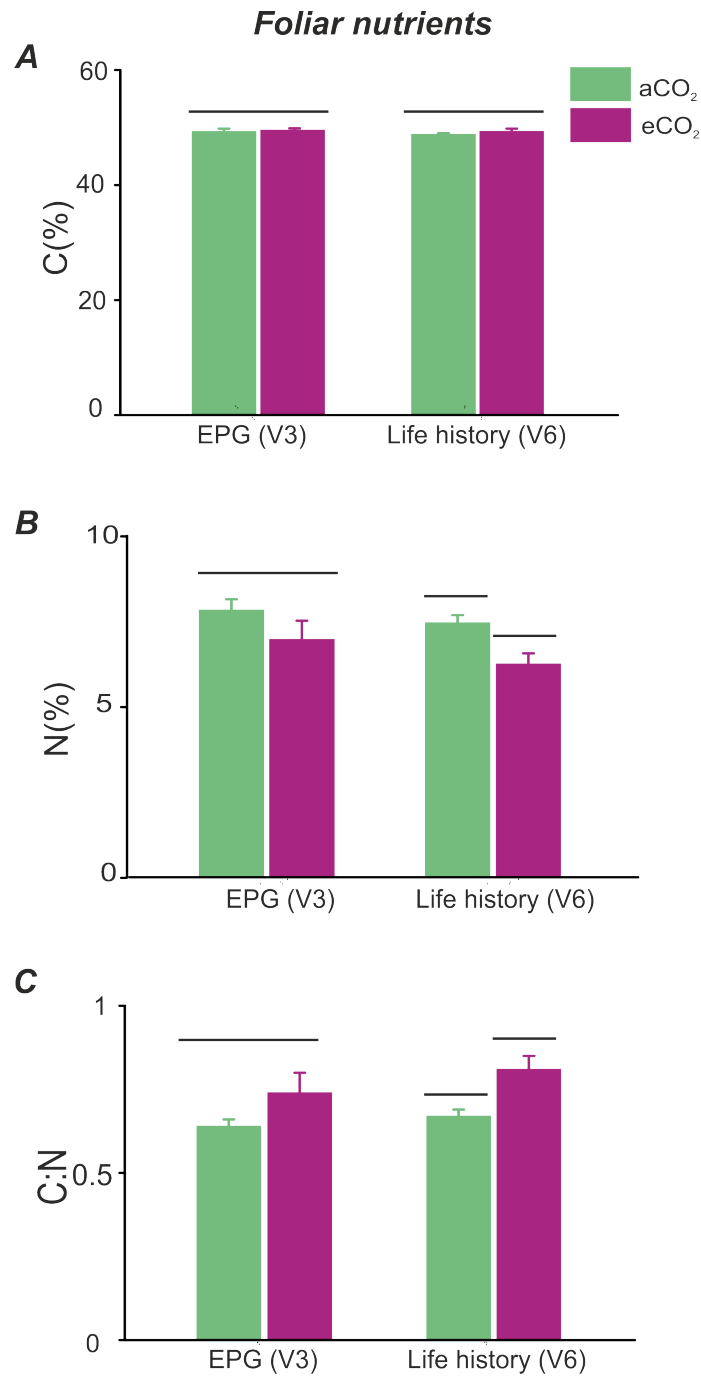 Foliar nutrients
A
60
aCO₂
eCO₂
40
C(%)
20
0
EPG (V3) Life history (V6)
B
10
N(%)
5
0
EPG (V3) Life history (V6)
C
1
C:N
0.5
0
EPG (V3) Life history (V6)